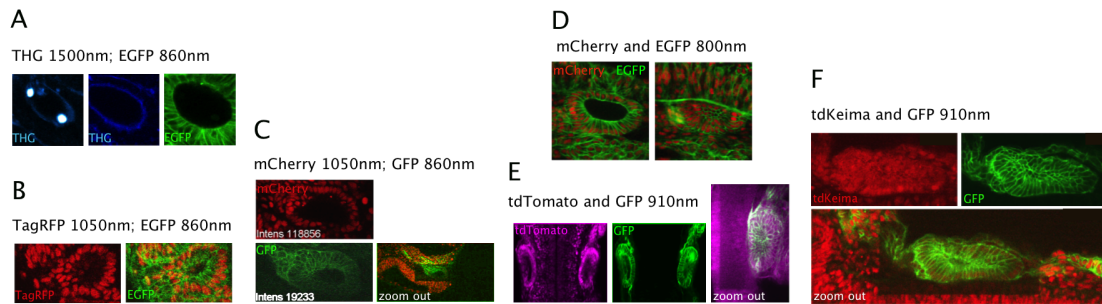 A
THG 1500nm; EGFP 860nm
THG
THG
EGFP
B
TagRFP 1050nm; EGFP 860nm
TagRFP
EGFP
C
mCherry 1050nm; GFP 860nm
mCherry
Intens 118856
GFP
Intens 19233
zoom out
D
mCherry and EGFP 800nm
mCherry
EGFP
E
tdTomato and GFP 910nm
tdTomato
GFP
zoom out
F
tdKeima and GFP 910nm
tdKeima
GFP
zoom out